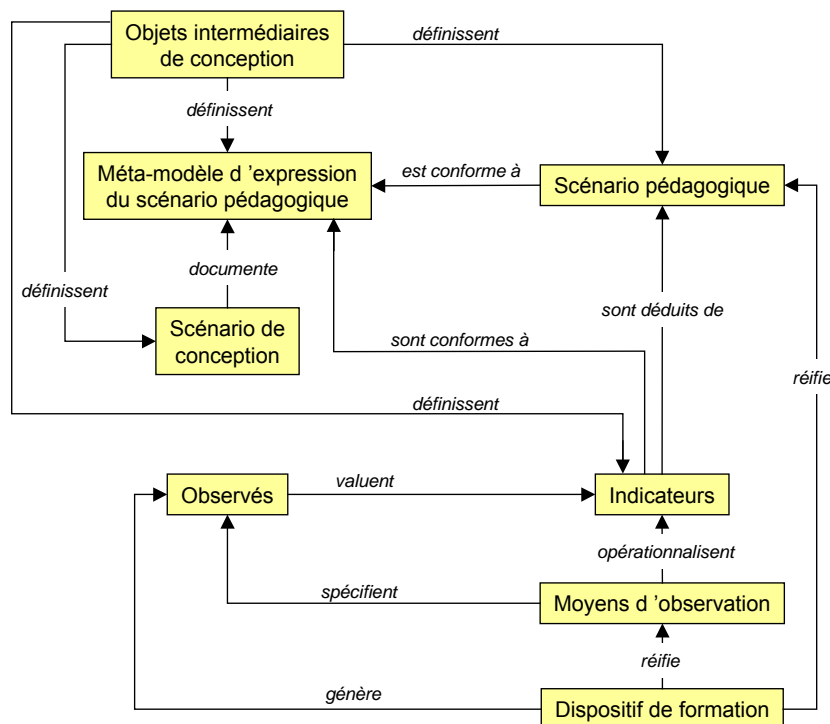 Objets intermédiaires
de conception
définissent
définissent
Méta-modèle d ’expression
du scénario pédagogique
est conforme à
Scénario pédagogique
documente
définissent
Scénario de
conception
sont déduits de
sont conformes à
réifie
définissent
Observés
valuent
Indicateurs
opérationnalisent
spécifient
Moyens d ’observation
réifie
génère
Dispositif de formation